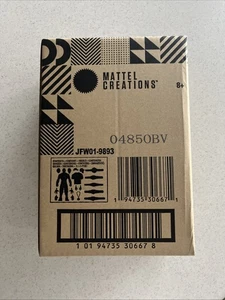 MATTEL
CREATIONS
8+
04850BV
JFW01-9893
1 94735 30667 1
1 01 94735 30667 8